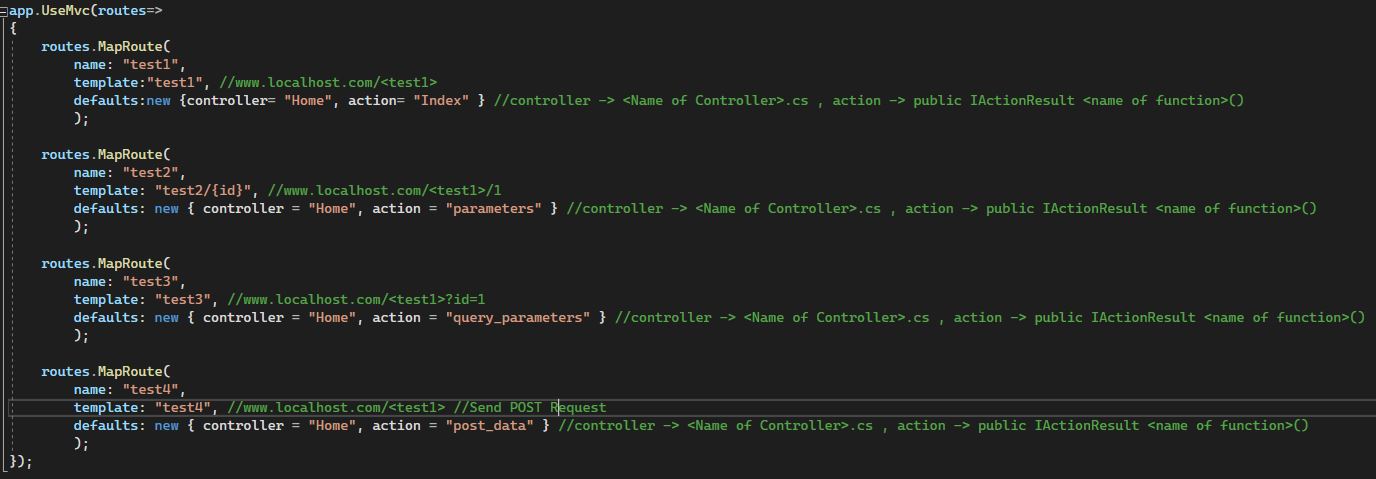 app.UseMvc(routes=>
{
routes.MapRoute(
name: "test1",
template:"test1", //www.localhost.com/<test1>
defaults:new {controller= "Home", action= "Index" } //controller -> <Name of Controller>.cs , action -> public IActionResult <name of function>()
);
routes.MapRoute(
name: "test2",
template: "test2/{id}", //www.localhost.com/<test1>/1
defaults: new { controller = "Home", action = "parameters" } //controller -> <Name of Controller>.cs , action -> public IActionResult <name of function>()
);
routes.MapRoute(
name: "test3",
template: "test3", //www.localhost.com/<test1>?id=1
defaults: new { controller = "Home", action = "query_parameters" } //controller -> <Name of Controller>.cs , action -> public IActionResult <name of function>()
);
routes.MapRoute(
name: "test4",
template: "test4", //www.localhost.com/<test1> //Send POST Request
defaults: new { controller = "Home", action = "post_data" } //controller -> <Name of Controller>.cs , action -> public IActionResult <name of function>()
);
});